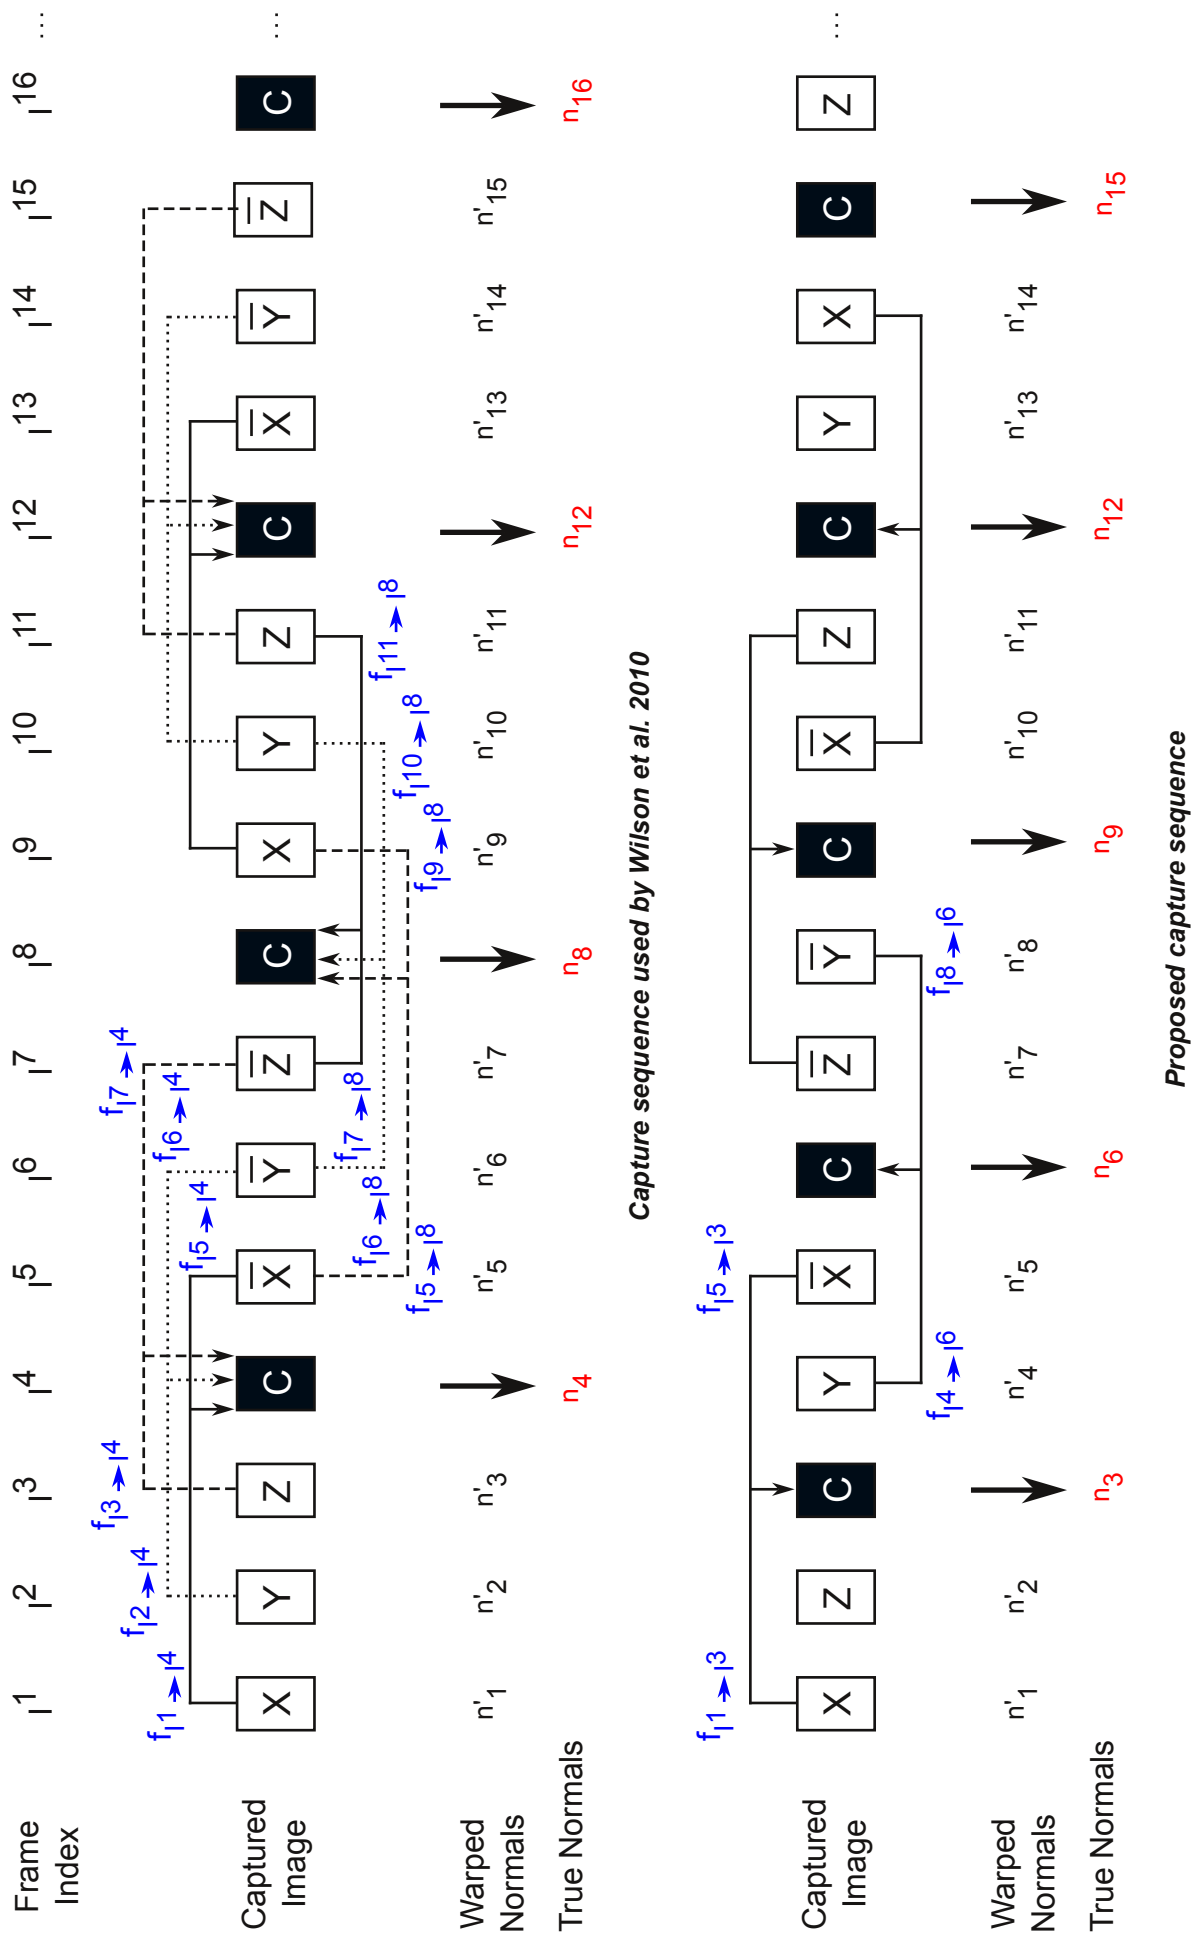 Frame
Index
I1 I2 I3 I4 I5 I6 I7 I8 I9 I10 I11 I12 I13 I14 I15 I16 ....
fI3→I4 fI7→I4
fI2→I4 fI6→I4
fI1→I4 fI5→I4
Captured
Image
X Y Z C X̅ Y̅ Z̅ C X Y Z C X̅ Y̅ Z̅ C ....
fI7→I8 fI11→I8
fI6→I8 fI10→I8
fI5→I8 fI9→I8
Warped
Normals
n'1 n'2 n'3 n'5 n'6 n'7 n'9 n'10 n'11 n'13 n'14 n'15
True Normals n4 n8 n12 n16
Capture sequence used by Wilson et al. 2010
fI1→I3 fI5→I3
Captured
Image
X Z C Y X̅ C Z̅ Y̅ C X̅ Z C Y X C Z ....
fI4→I6 fI8→I6
Warped
Normals
n'1 n'2 n'4 n'5 n'7 n'8 n'10 n'11 n'13 n'14
True Normals n3 n6 n9 n12 n15
Proposed capture sequence